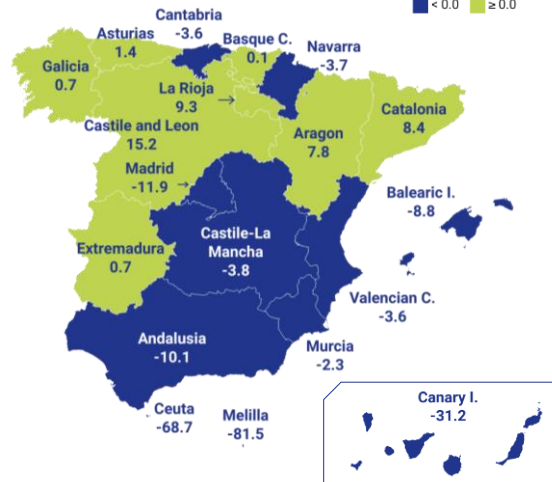 < 0.0 ≥ 0.0
Cantabria
-3.6
Asturias
1.4
Basque C.
0.1
Navarra
-3.7
Galicia
0.7
La Rioja
9.3 →
Catalonia
8.4
Castile and Leon
15.2
Aragon
7.8
Madrid
-11.9 →
Balearic I.
-8.8
Castile-La
Mancha
-3.8
Extremadura
0.7
Valencian C.
-3.6
Andalusia
-10.1
Murcia
-2.3
Canary I.
-31.2
Ceuta
-68.7
Melilla
-81.5